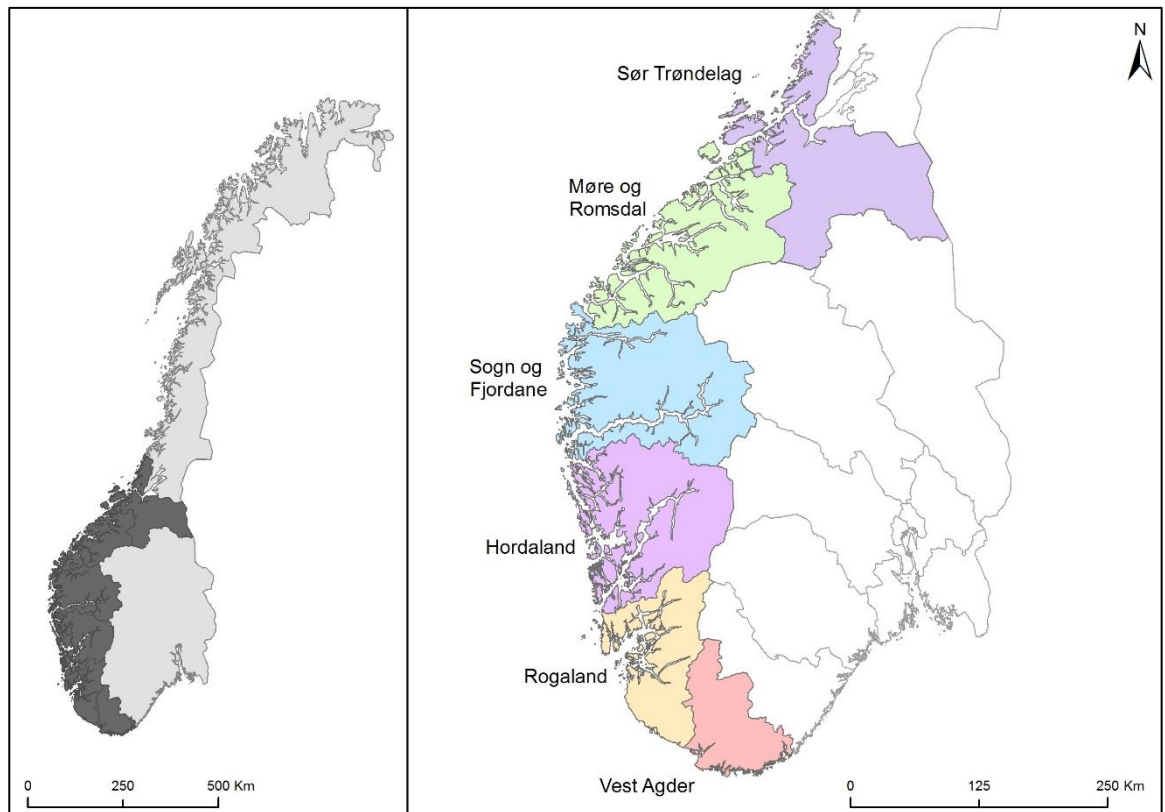 N
Sør Trøndelag
Møre og
Romsdal
Sogn og
Fjordane
Hordaland
Rogaland
Vest Agder
0 250 500 Km
0 125 250 Km